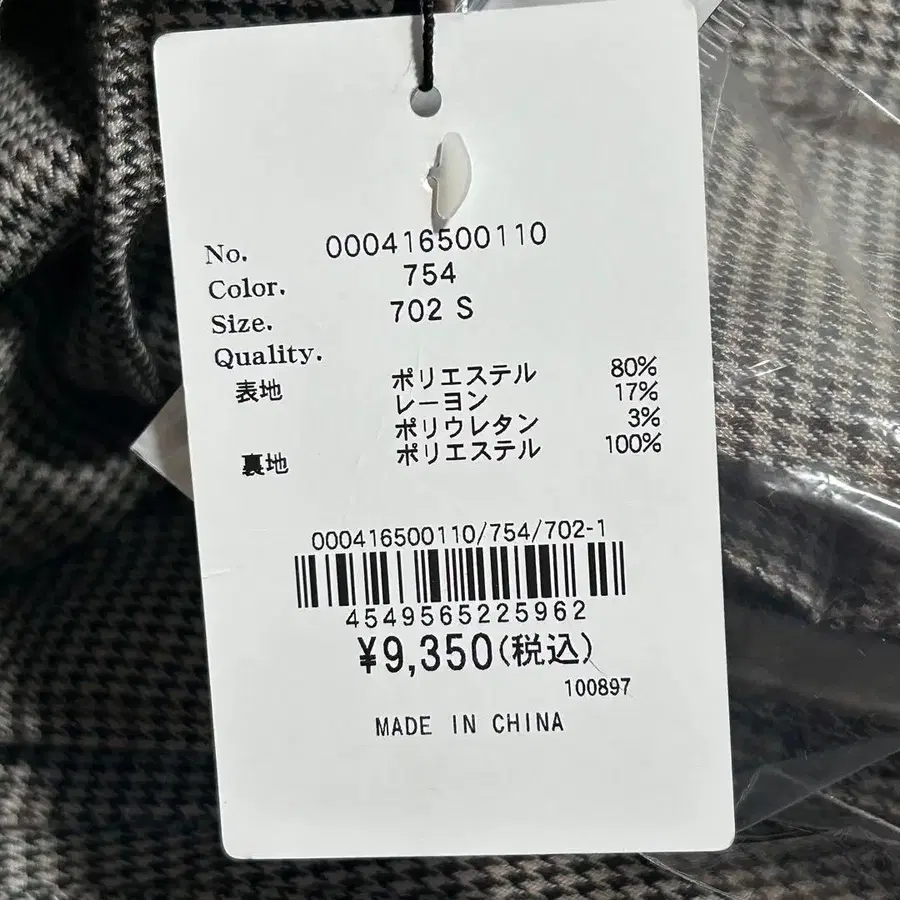 No. 000416500110
Color. 754
Size. 702 S
Quality.
表地 ポリエステル 80%
レーヨン 17%
ポリウレタン 3%
裏地 ポリエステル 100%
000416500110/754/702-1
4549565225962
¥9,350(税込)
100897
MADE IN CHINA